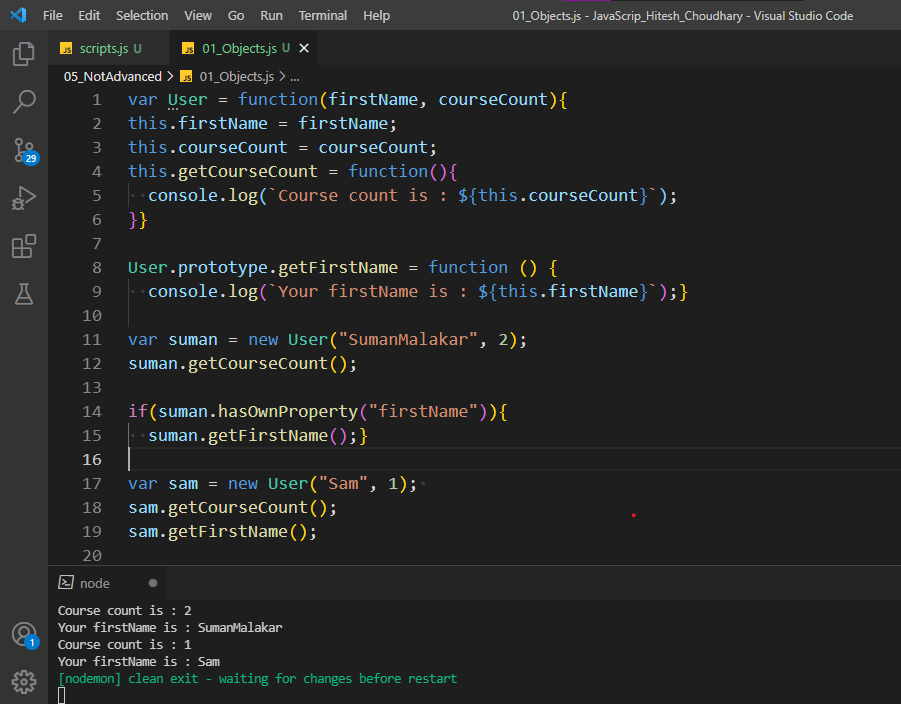 File Edit Selection View Go Run Terminal Help 01_Objects.js - JavaScrip_Hitesh_Choudhary - Visual Studio Code
JS scripts.js U JS 01_Objects.js U
05_NotAdvanced > JS 01_Objects.js > ...
1 var User = function(firstName, courseCount){
2 this.firstName = firstName;
3 this.courseCount = courseCount;
4 this.getCourseCount = function(){
5 console.log(`Course count is : ${this.courseCount}`);
6 }}
7
8 User.prototype.getFirstName = function () {
9 console.log(`Your firstName is : ${this.firstName}`);}
10
11 var suman = new User("SumanMalakar", 2);
12 suman.getCourseCount();
13
14 if(suman.hasOwnProperty("firstName")){
15 suman.getFirstName();}
16
17 var sam = new User("Sam", 1);
18 sam.getCourseCount();
19 sam.getFirstName();
20
29
1
node
Course count is : 2
Your firstName is : SumanMalakar
Course count is : 1
Your firstName is : Sam
[nodemon] clean exit - waiting for changes before restart